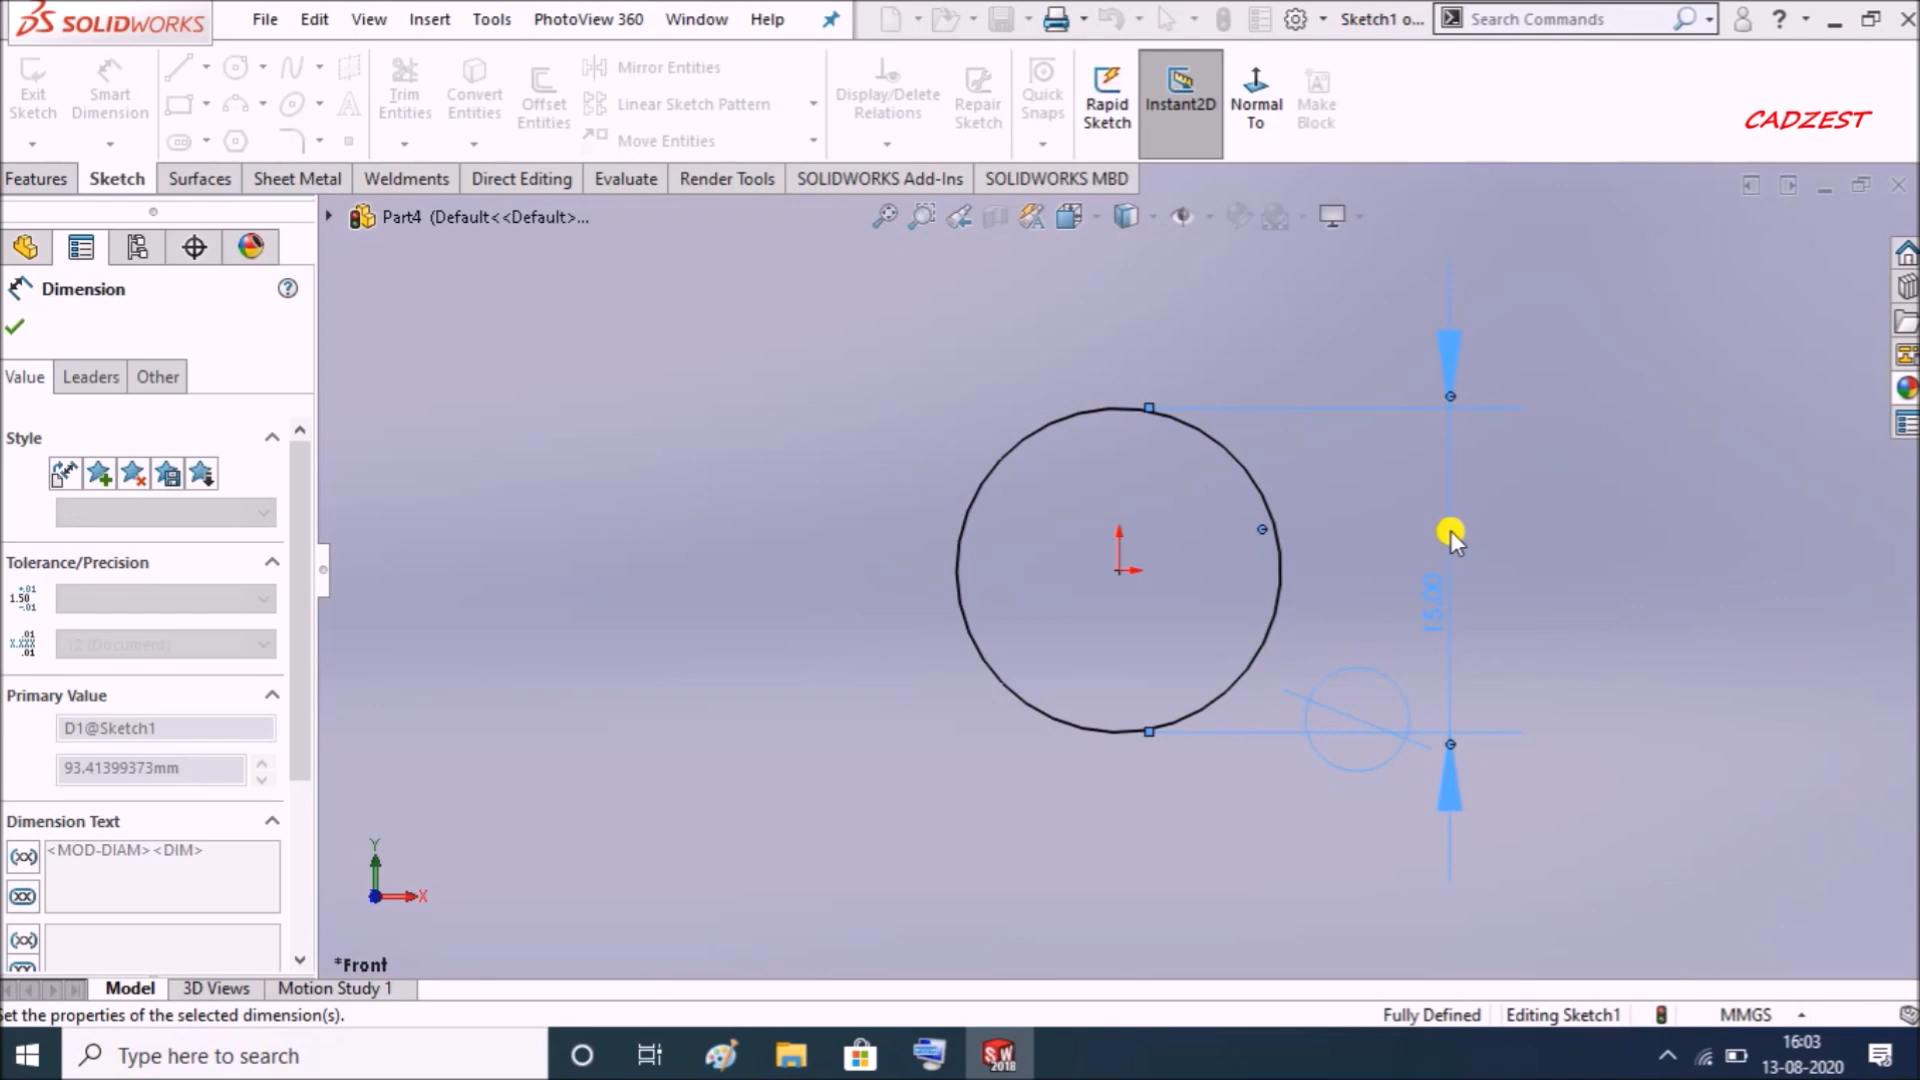 SOLIDWORKS
File Edit View Insert Tools PhotoView 360 Window Help
Sketch1 o...
Search Commands
?
Exit Sketch
Smart Dimension
Trim Entities
Convert Entities
Offset Entities
Mirror Entities
Linear Sketch Pattern
Move Entities
Display/Delete Relations
Repair Sketch
Quick Snaps
Rapid Sketch
Instant2D
Normal To
Make Block
CADZEST
Features Sketch Surfaces Sheet Metal Weldments Direct Editing Evaluate Render Tools SOLIDWORKS Add-Ins SOLIDWORKS MBD
Part4 (Default<<Default>...
Dimension
Value Leaders Other
Style
Tolerance/Precision
12 (Document)
Primary Value
D1@Sketch1
93.41399373mm
Dimension Text
<MOD-DIAM><DIM>
15.00
Y
X
*Front
Model 3D Views Motion Study 1
et the properties of the selected dimension(s).
Fully Defined Editing Sketch1 MMGS
Type here to search
SW 2018
16:03
13-08-2020